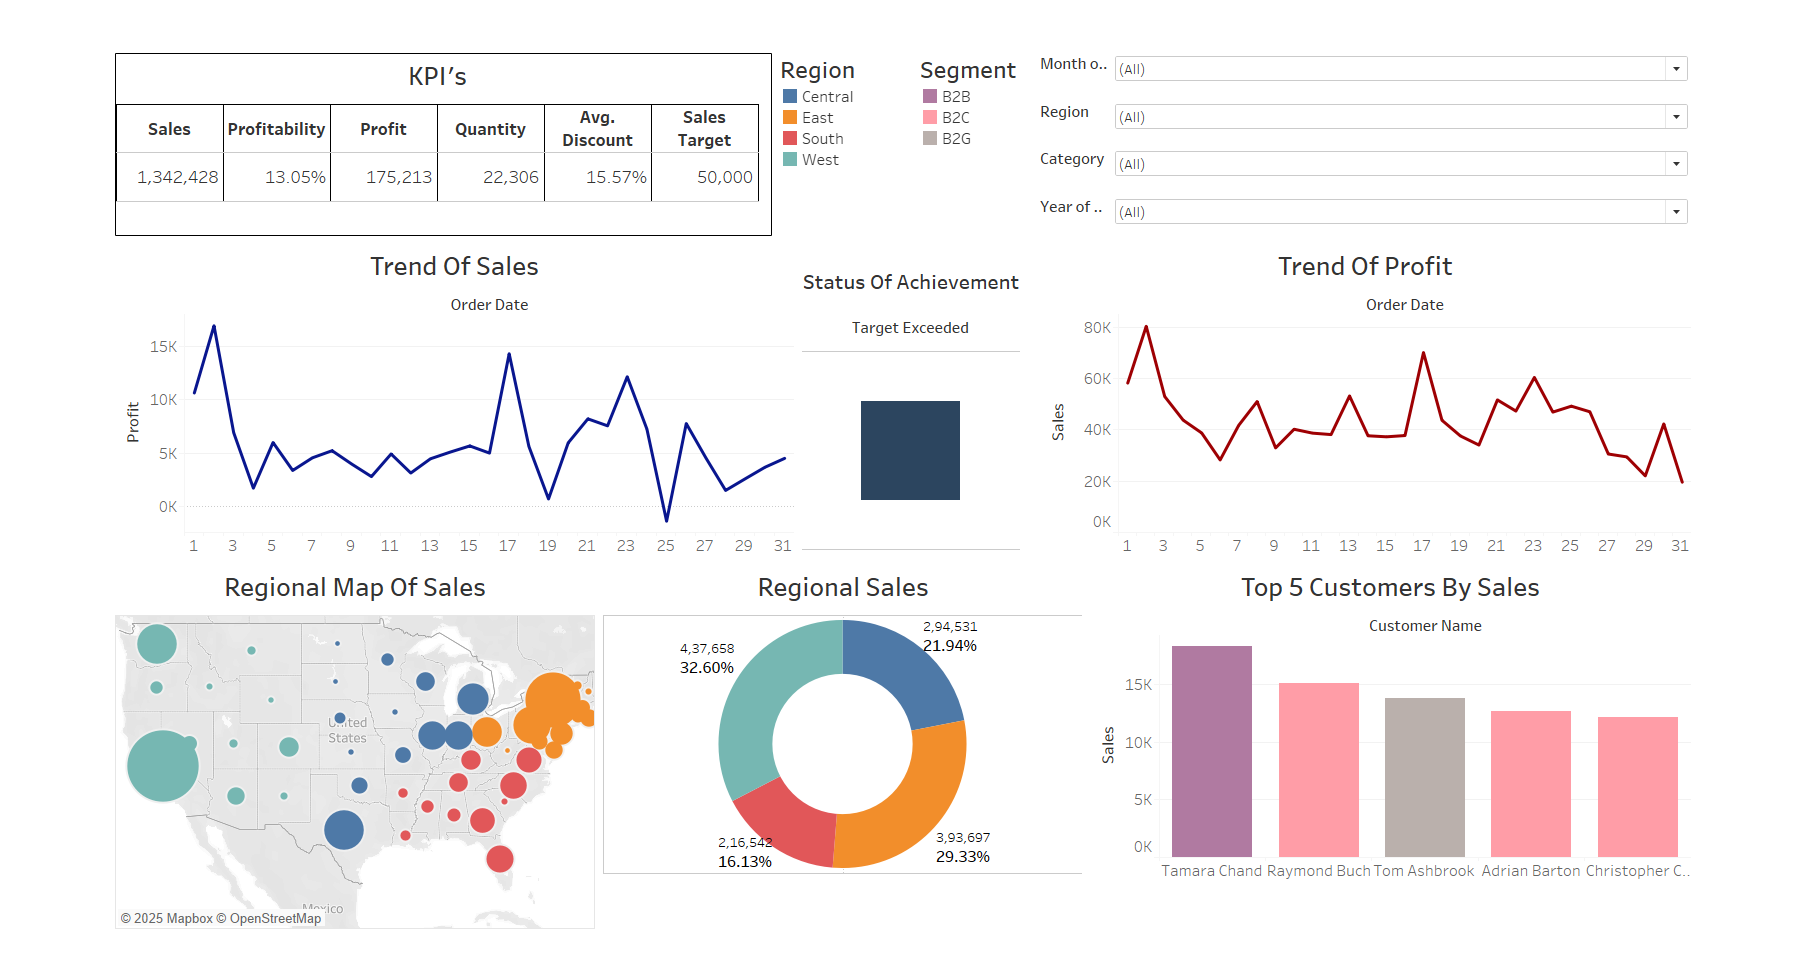 KPI's
Sales Profitability Profit Quantity Avg. Discount Sales Target
1,342,428 13.05% 175,213 22,306 15.57% 50,000
Region
Central
East
South
West
Segment
B2B
B2C
B2G
Month o.. (All)
Region (All)
Category (All)
Year of .. (All)
Trend Of Sales
Order Date
Profit
15K
10K
5K
0K
1 3 5 7 9 11 13 15 17 19 21 23 25 27 29 31
Status Of Achievement
Target Exceeded
Trend Of Profit
Order Date
Sales
80K
60K
40K
20K
0K
1 3 5 7 9 11 13 15 17 19 21 23 25 27 29 31
Regional Map Of Sales
United
States
Mexico
© 2025 Mapbox © OpenStreetMap
Regional Sales
2,94,531
21.94%
4,37,658
32.60%
2,16,542
16.13%
3,93,697
29.33%
Top 5 Customers By Sales
Customer Name
Sales
15K
10K
5K
0K
Tamara Chand Raymond Buch Tom Ashbrook Adrian Barton Christopher C..